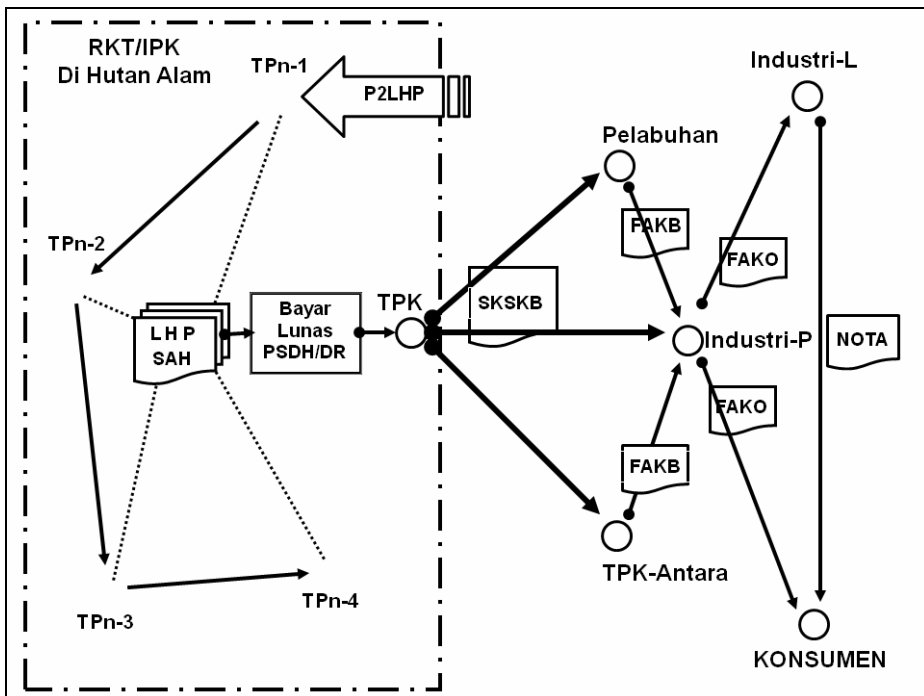 RKT/IPK
Di Hutan Alam
TPn-1
P2LHP
Industri-L
Pelabuhan
FAKB
FAKO
TPn-2
TPK
SKSKB
L H P
SAH
Bayar
Lunas
PSDH/DR
Industri-P
NOTA
FAKO
FAKB
TPK-Antara
TPn-4
TPn-3
KONSUMEN